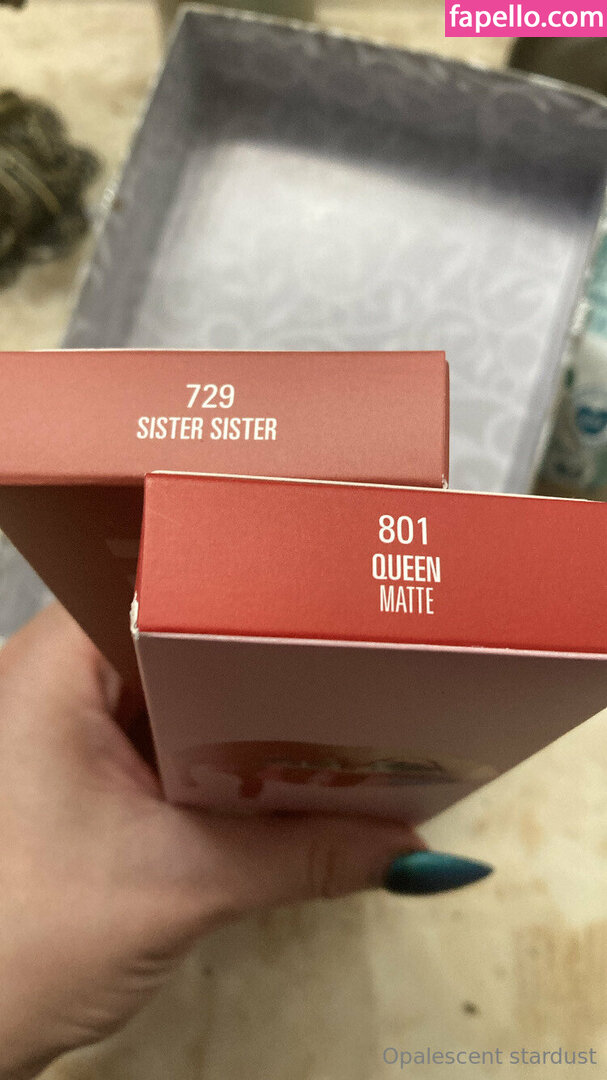 fapello.com
729
SISTER SISTER
801
QUEEN
MATTE
Opalescent stardust